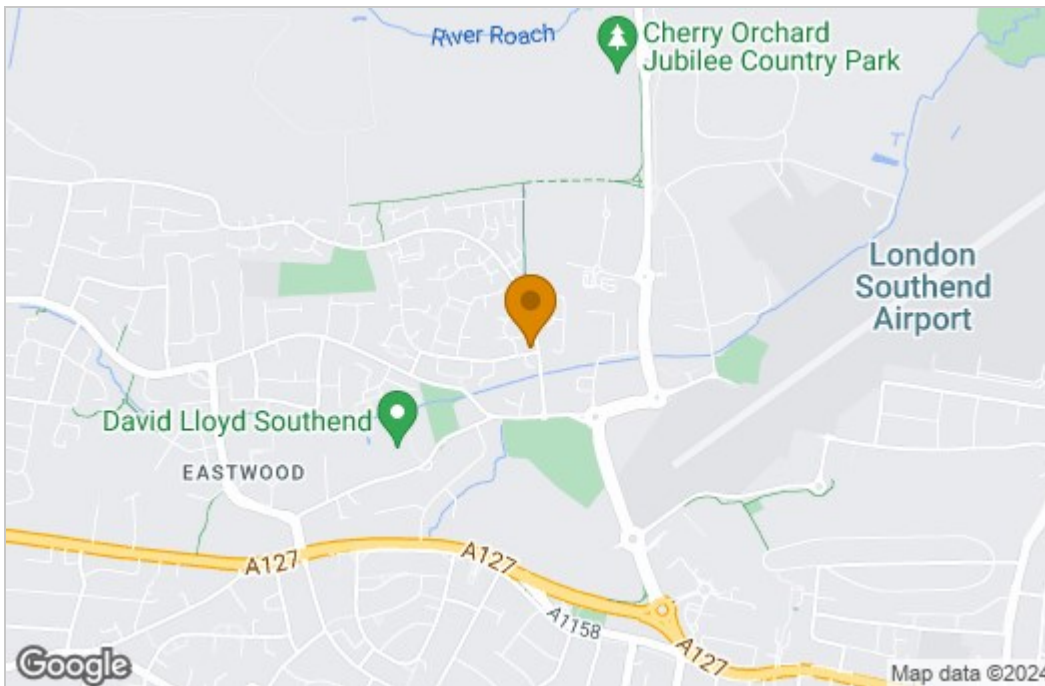 River Roach
Cherry Orchard
Jubilee Country Park
London
Southend
Airport
David Lloyd Southend
EASTWOOD
A127
A127
A1158
A127
Google
Map data ©2024